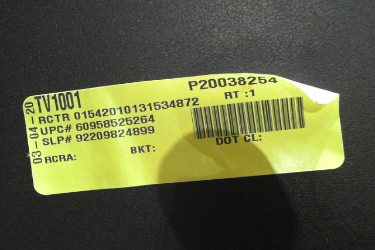 03-04-20
TV1001
P20038254
RCTR 01542010131534872
RT :1
UPC# 60958525264
SLP# 92209824899
RCRA:
BKT:
DOT CL: